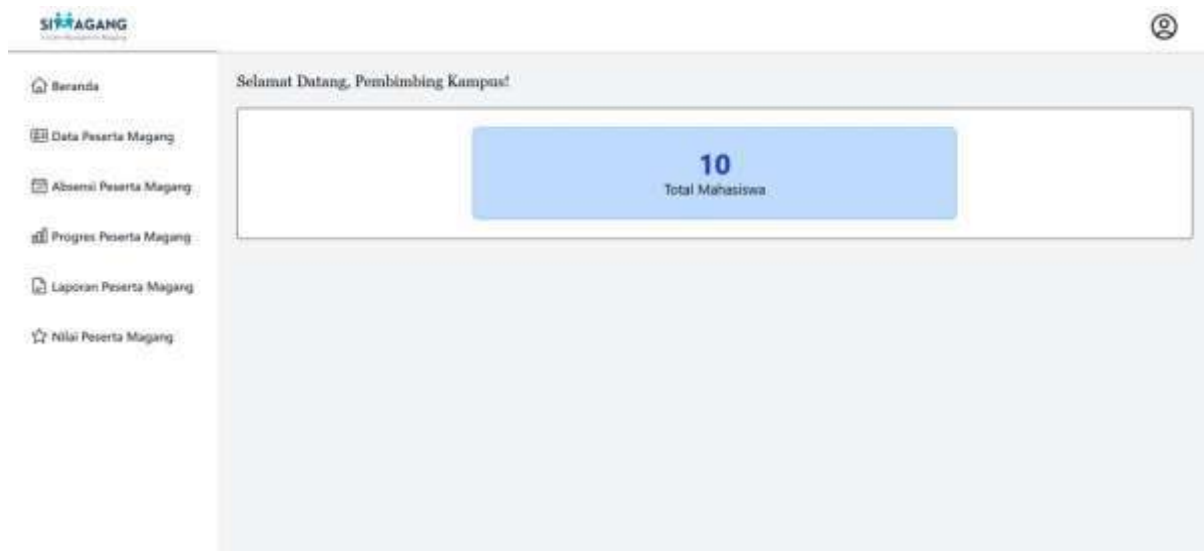 SIMAGANG
Beranda
Data Peserta Magang
Absensi Peserta Magang
Progres Peserta Magang
Laporan Peserta Magang
Nilai Peserta Magang
Selamat Datang, Pembimbing Kampus!
10
Total Mahasiswa